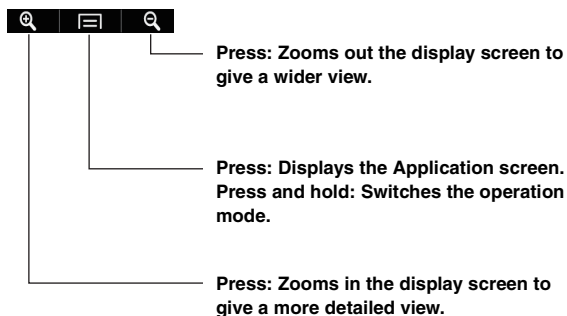 Press: Zooms out the display screen to
give a wider view.
Press: Displays the Application screen.
Press and hold: Switches the operation
mode.
Press: Zooms in the display screen to
give a more detailed view.